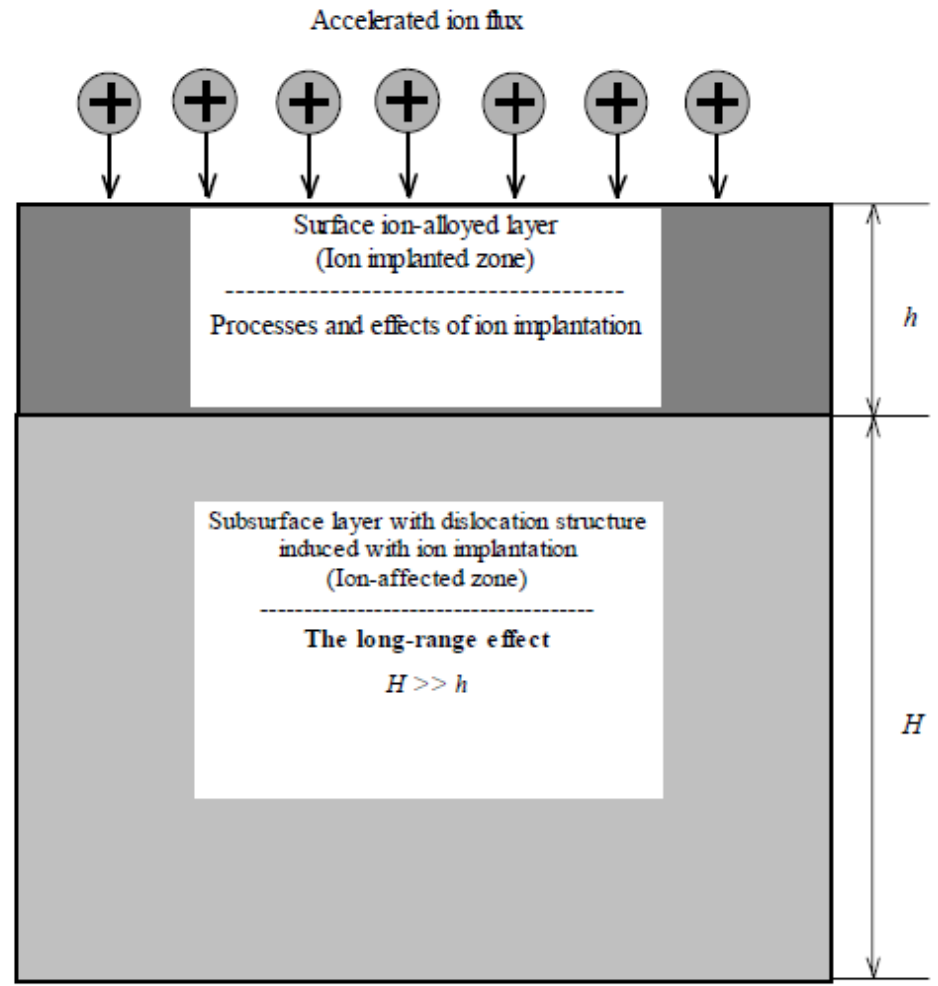 Accelerated ion flux
+ + + + + + +
Surface ion-alloyed layer
(Ion implanted zone)
--------------------------------------
Processes and effects of ion implantation
h
Subsurface layer with dislocation structure
induced with ion implantation
(Ion-affected zone)
--------------------------------------
The long-range effect
H >> h
H